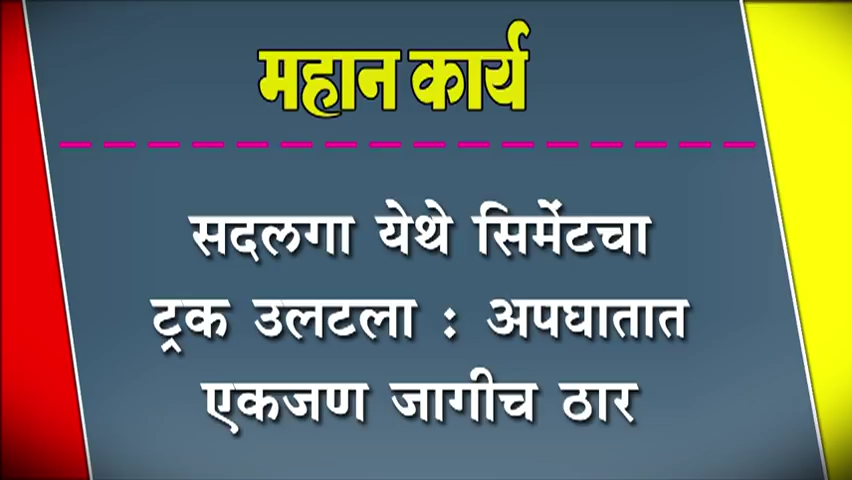 महान कार्य
सदलगा येथे सिमेंटचा
ट्रक उलटला : अपघातात
एकजण जागीच ठार